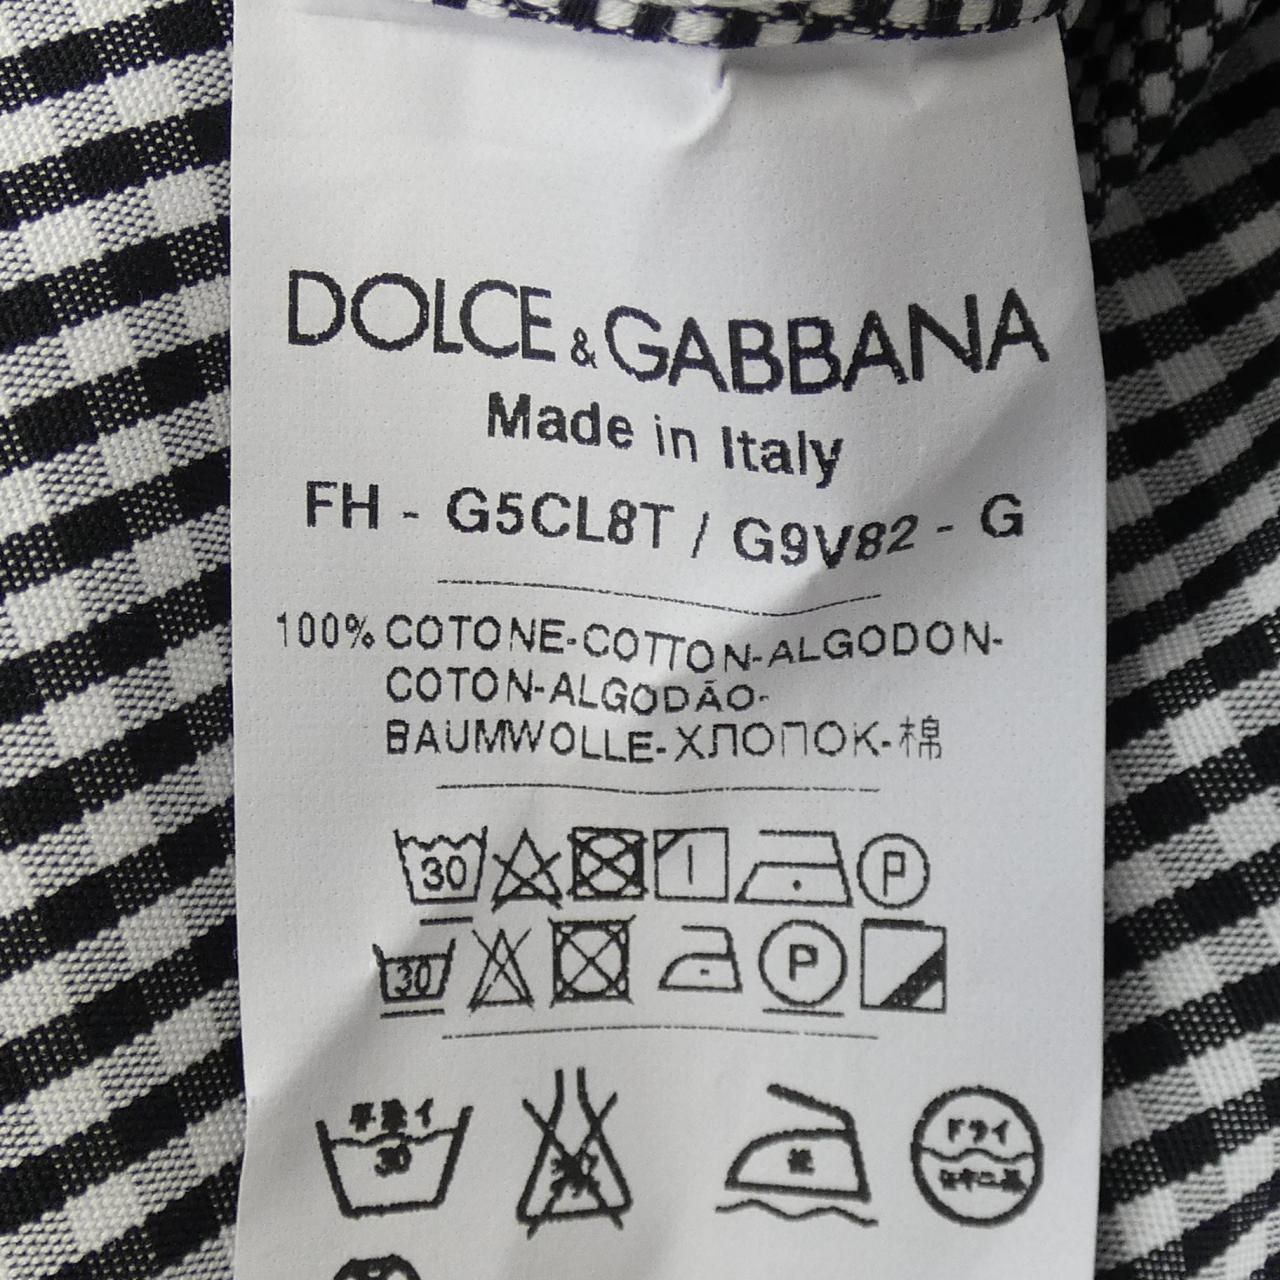 DOLCE & GABBANA
Made in Italy
FH - G5CL8T / G9V82 - G
100% COTONE-COTTON-ALGODON-
COTON-ALGODÃO-
BAUMWOLLE-ХЛОПОК-棉
30 P
30 P
手洗イ ドライ
30